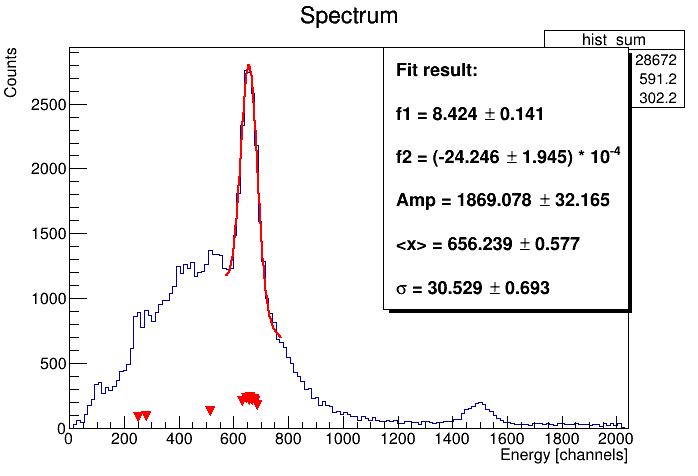 Spectrum
hist_sum
28672
591.2
302.2
Fit result:
f1 = 8.424 ± 0.141
f2 = (-24.246 ± 1.945) * 10^-4
Amp = 1869.078 ± 32.165
<x> = 656.239 ± 0.577
σ = 30.529 ± 0.693
Counts
2500
2000
1500
1000
500
0
0 200 400 600 800 1000 1200 1400 1600 1800 2000
Energy [channels]